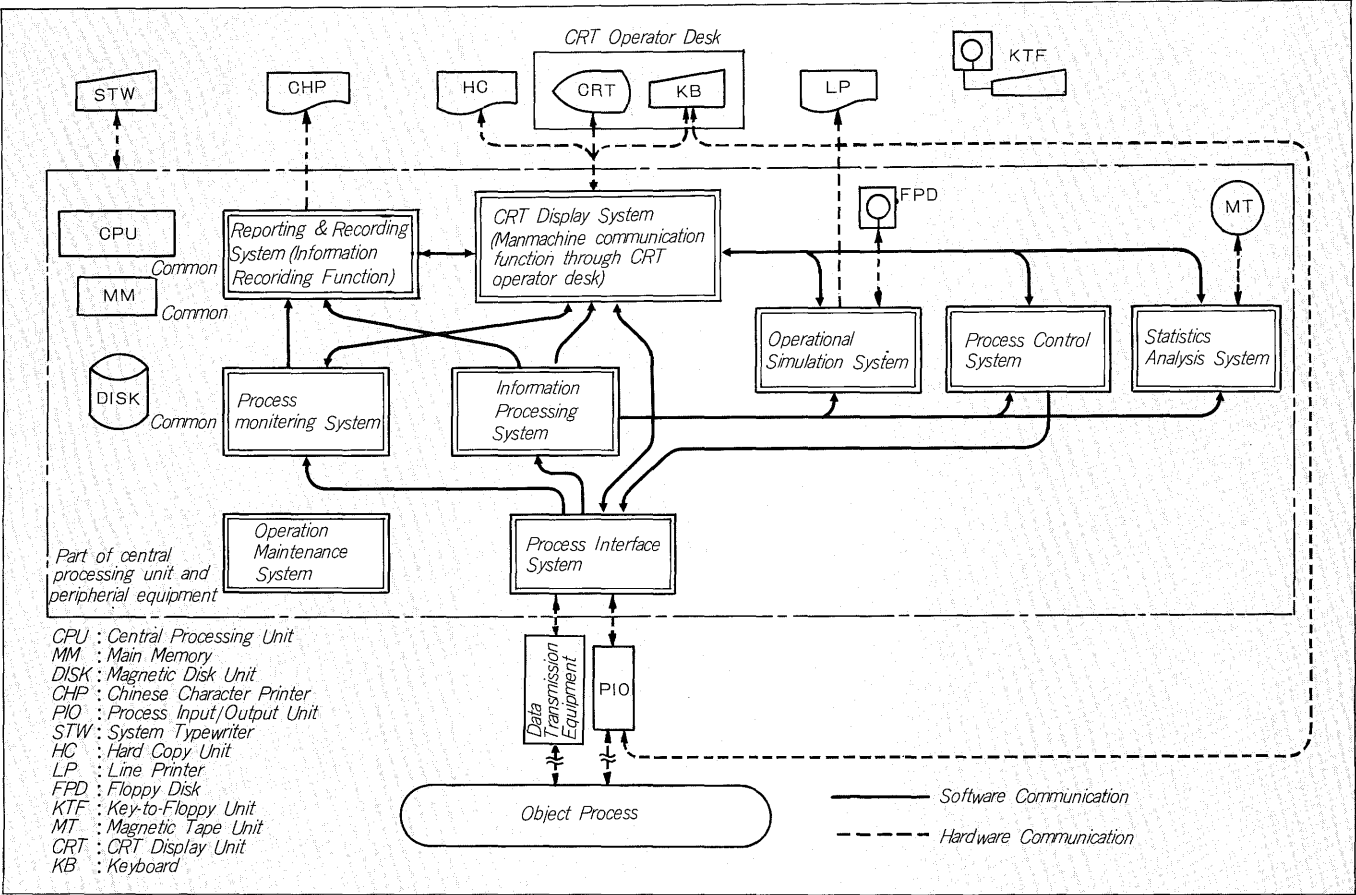 CRT Operator Desk
STW
CHP
HC
CRT
KB
LP
KTF
CPU
Common
MM
Common
DISK
Common
Reporting & Recording
System (Information
Recoriding Function)
CRT Display System
(Manmachine communication
function through CRT
operator desk)
FPD
MT
Operational
Simulation System
Process Control
System
Statistics
Analysis System
Process
monitering System
Information
Processing
System
Operation
Maintenance
System
Process Interface
System
Part of central
processing unit and
peripherial equipment
Data
Transmission
Equipment
PIO
Object Process
CPU : Central Processing Unit
MM : Main Memory
DISK : Magnetic Disk Unit
CHP : Chinese Character Printer
PIO : Process Input/Output Unit
STW : System Typewriter
HC : Hard Copy Unit
LP : Line Printer
FPD : Floppy Disk
KTF : Key-to-Floppy Unit
MT : Magnetic Tape Unit
CRT : CRT Display Unit
KB : Keyboard
Software Communication
Hardware Communication